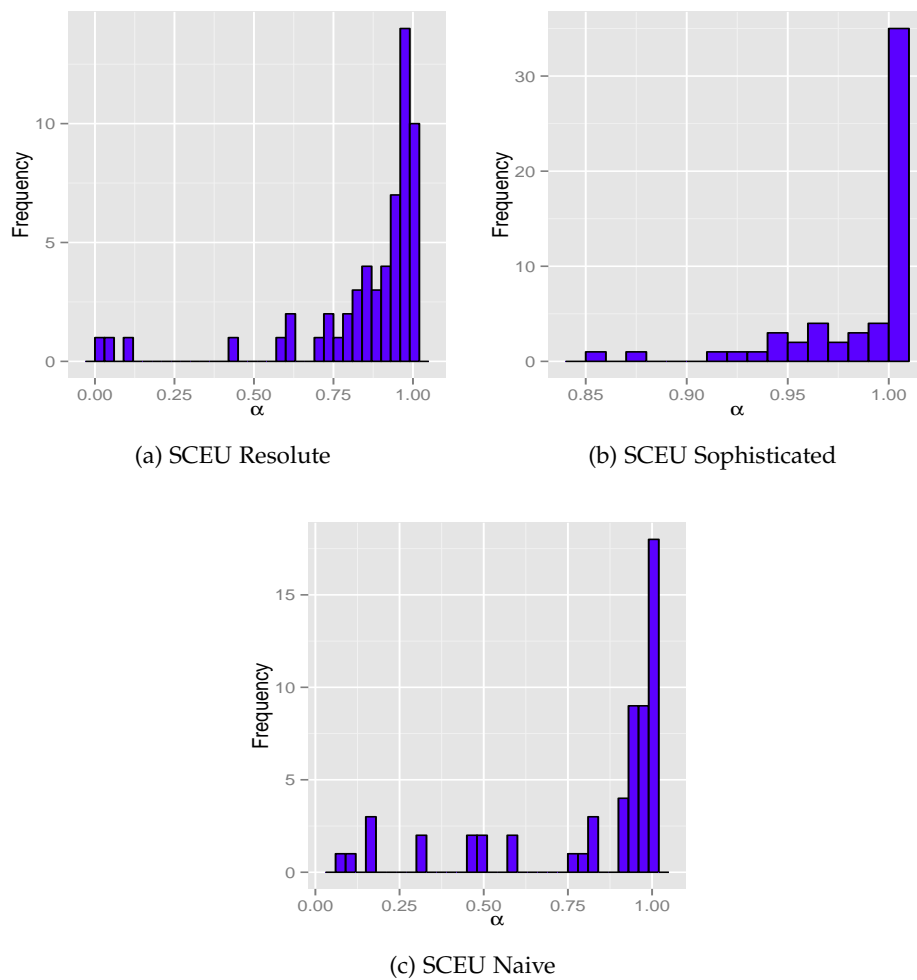 Frequency
10
5
0
0.00 0.25 0.50 0.75 1.00
α
(a) SCEU Resolute
Frequency
30
20
10
0
0.85 0.90 0.95 1.00
α
(b) SCEU Sophisticated
Frequency
15
10
5
0
0.00 0.25 0.50 0.75 1.00
α
(c) SCEU Naive